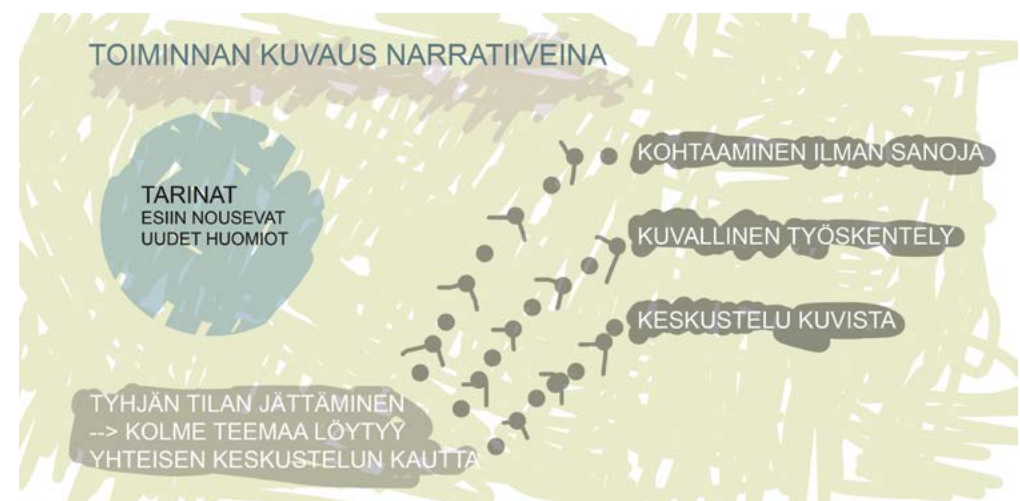 TOIMINNAN KUVAUS NARRATIIVEINA
TARINAT
ESIIN NOUSEVAT
UUDET HUOMIOT
KOHTAAMINEN ILMAN SANOJA
KUVALLINEN TYÖSKENTELY
KESKUSTELU KUVISTA
TYHJÄN TILAN JÄTTÄMINEN
--> KOLME TEEMAA LÖYTYY
YHTEISEN KESKUSTELUN KAUTTA